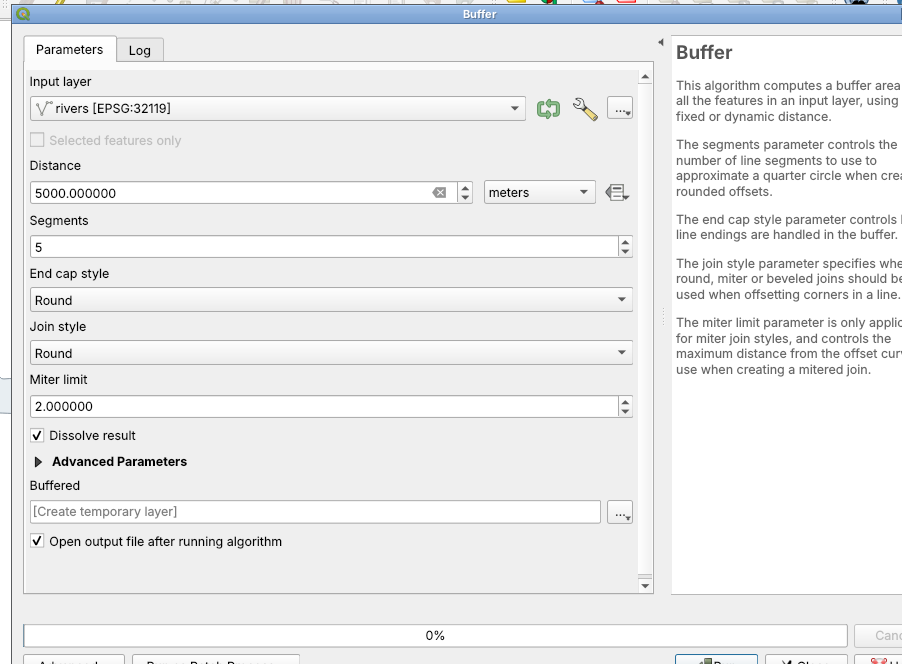 Buffer
Parameters
Log
Input layer
rivers [EPSG:32119]
...
Selected features only
Distance
5000.000000
meters
Segments
5
End cap style
Round
Join style
Round
Miter limit
2.000000
Dissolve result
Advanced Parameters
Buffered
[Create temporary layer]
...
Open output file after running algorithm
0%
Buffer
This algorithm computes a buffer area
all the features in an input layer, using
fixed or dynamic distance.
The segments parameter controls the
number of line segments to use to
approximate a quarter circle when crea
rounded offsets.
The end cap style parameter controls
line endings are handled in the buffer.
The join style parameter specifies whe
round, miter or beveled joins should be
used when offsetting corners in a line.
The miter limit parameter is only applic
for miter join styles, and controls the
maximum distance from the offset cur
use when creating a mitered join.
Canc